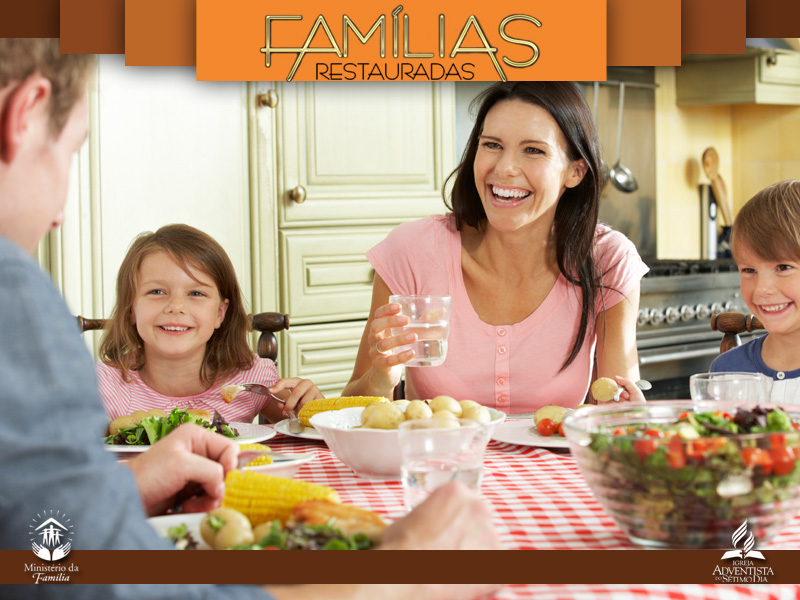 FAMÍLIAS
RESTAURADAS
Ministério da
Família
IGREJA
ADVENTISTA
DO SÉTIMO DIA